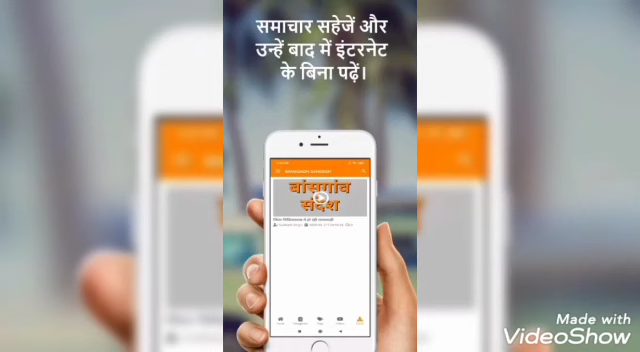 समाचार सहेजें और
उन्हें बाद में इंटरनेट
के बिना पढ़ें।
बांसगांव
संदेश
Made with
VideoShow